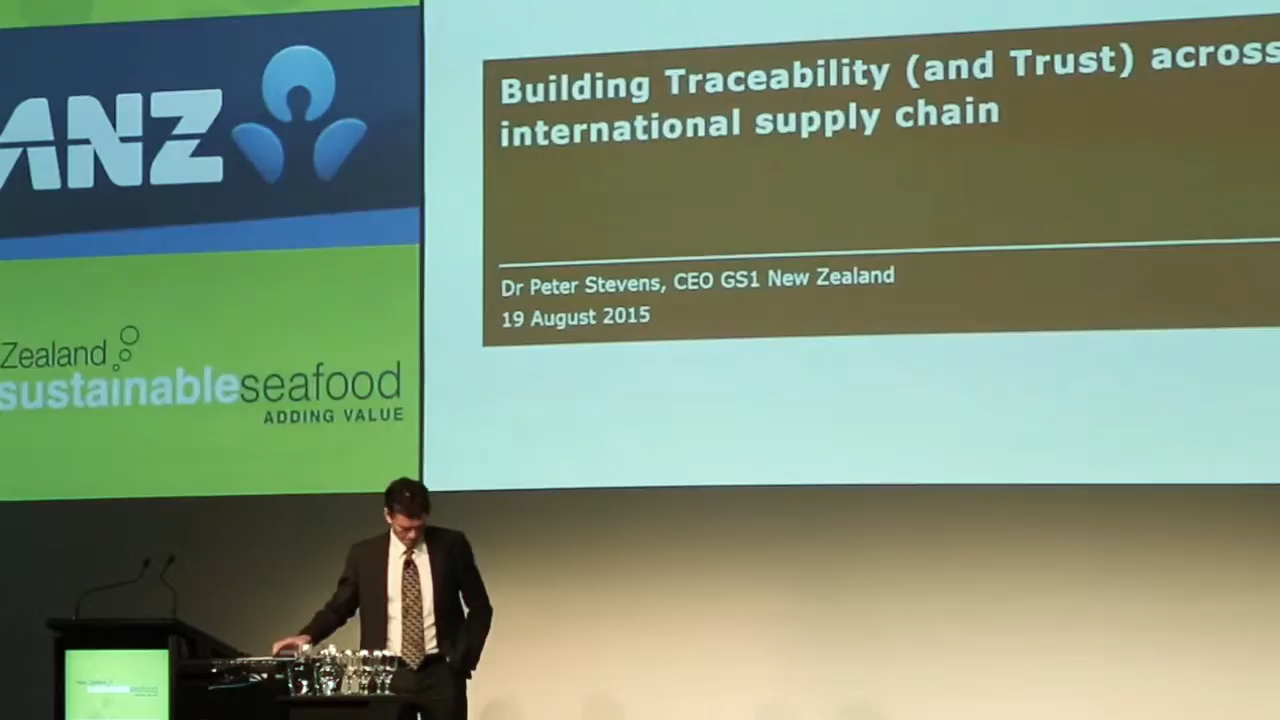 ANZ
Zealand
sustainableseafood
ADDING VALUE
Building Traceability (and Trust) across
international supply chain
Dr Peter Stevens, CEO GS1 New Zealand
19 August 2015